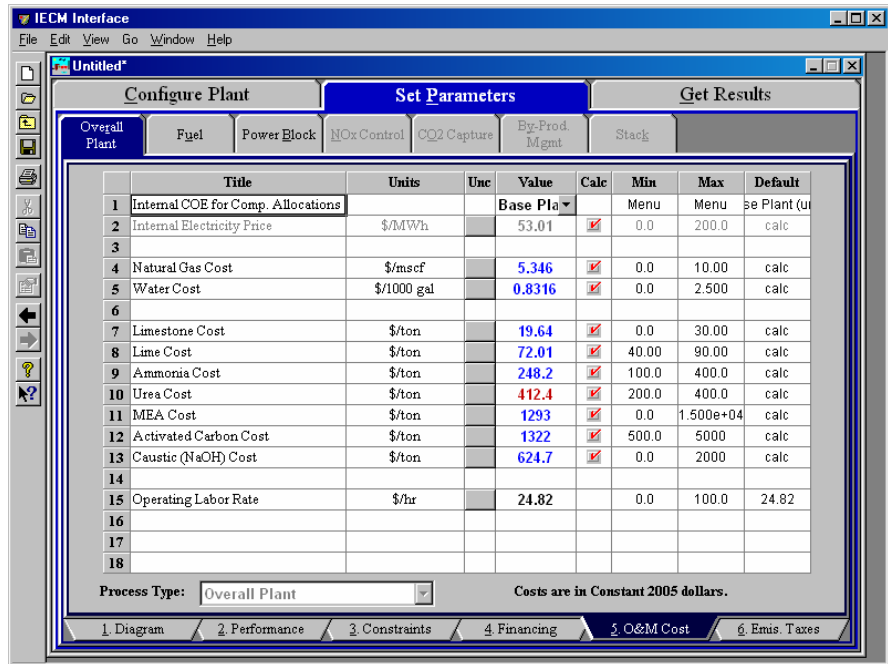 IECM Interface
File Edit View Go Window Help
Untitled*
Configure Plant Set Parameters Get Results
Overall Plant Fuel Power Block NOx Control CO2 Capture By-Prod. Mgmt Stack
Title Units Unc Value Calc Min Max Default
1 Internal COE for Comp. Allocations Base Pla Menu Menu se Plant (u
2 Internal Electricity Price $/MWh 53.01 0.0 200.0 calc
3
4 Natural Gas Cost $/mscf 5.346 0.0 10.00 calc
5 Water Cost $/1000 gal 0.8316 0.0 2.500 calc
6
7 Limestone Cost $/ton 19.64 0.0 30.00 calc
8 Lime Cost $/ton 72.01 40.00 90.00 calc
9 Ammonia Cost $/ton 248.2 100.0 400.0 calc
10 Urea Cost $/ton 412.4 200.0 400.0 calc
11 MEA Cost $/ton 1293 0.0 1.500e+04 calc
12 Activated Carbon Cost $/ton 1322 500.0 5000 calc
13 Caustic (NaOH) Cost $/ton 624.7 0.0 2000 calc
14
15 Operating Labor Rate $/hr 24.82 0.0 100.0 24.82
16
17
18
Process Type: Overall Plant Costs are in Constant 2005 dollars.
1. Diagram 2. Performance 3. Constraints 4. Financing 5. O&M Cost 6. Emis. Taxes